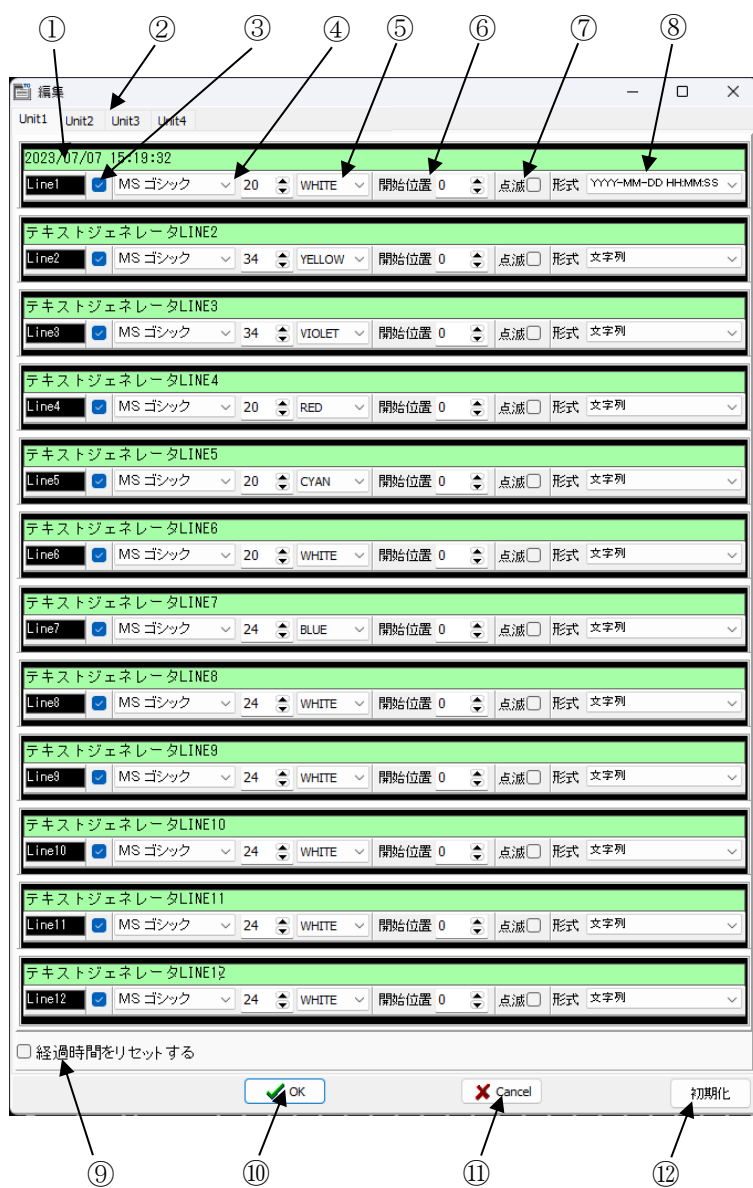 ① ② ③ ④ ⑤ ⑥ ⑦ ⑧
編集
Unit1 Unit2 Unit3 Unit4
2023/07/07 15:19:32
Line1 MS ゴシック 20 WHITE 開始位置 0 点滅 形式 YYYY-MM-DD HH:MM:SS
テキストジェネレータLINE2
Line2 MS ゴシック 34 YELLOW 開始位置 0 点滅 形式 文字列
テキストジェネレータLINE3
Line3 MS ゴシック 34 VIOLET 開始位置 0 点滅 形式 文字列
テキストジェネレータLINE4
Line4 MS ゴシック 20 RED 開始位置 0 点滅 形式 文字列
テキストジェネレータLINE5
Line5 MS ゴシック 20 CYAN 開始位置 0 点滅 形式 文字列
テキストジェネレータLINE6
Line6 MS ゴシック 20 WHITE 開始位置 0 点滅 形式 文字列
テキストジェネレータLINE7
Line7 MS ゴシック 24 BLUE 開始位置 0 点滅 形式 文字列
テキストジェネレータLINE8
Line8 MS ゴシック 24 WHITE 開始位置 0 点滅 形式 文字列
テキストジェネレータLINE9
Line9 MS ゴシック 24 WHITE 開始位置 0 点滅 形式 文字列
テキストジェネレータLINE10
Line10 MS ゴシック 24 WHITE 開始位置 0 点滅 形式 文字列
テキストジェネレータLINE11
Line11 MS ゴシック 24 WHITE 開始位置 0 点滅 形式 文字列
テキストジェネレータLINE12
Line12 MS ゴシック 24 WHITE 開始位置 0 点滅 形式 文字列
経過時間をリセットする
OK Cancel 初期化
⑨ ⑩ ⑪ ⑫